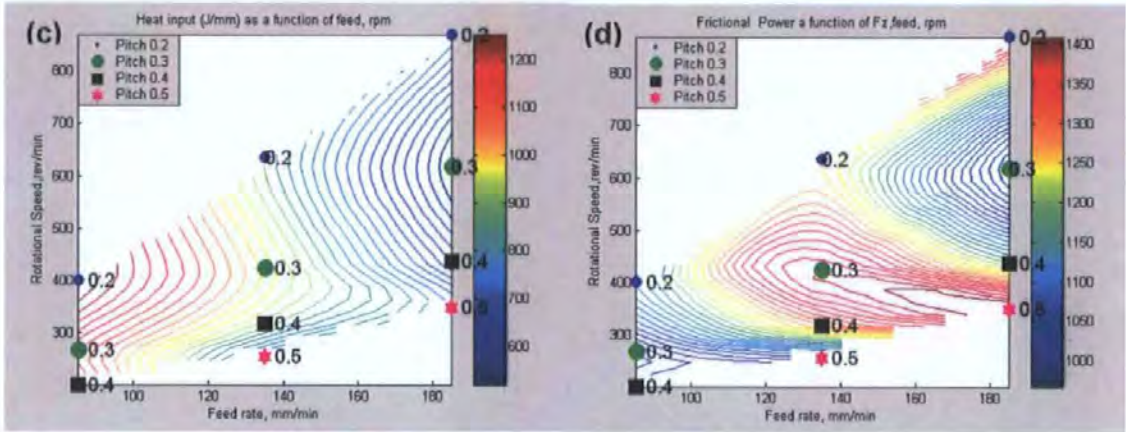 (c)
Heat input (J/mm) as a function of feed, rpm
Pitch 0.2
Pitch 0.3
Pitch 0.4
Pitch 0.5
Rotational Speed,rev/min
800
700
600
500
400
300
100 120 140 160 180
Feed rate, mm/min
0.2
0.2
0.2
0.3
0.3
0.3
0.4
0.4
0.4
0.5
0.5
1200
1100
1000
900
800
700
600
(d)
Frictional Power a function of Fz,feed, rpm
Pitch 0.2
Pitch 0.3
Pitch 0.4
Pitch 0.5
Rotational Speed,rev/min
800
700
600
500
400
300
100 120 140 160 180
Feed rate, mm/min
0.2
0.2
0.2
0.3
0.3
0.3
0.4
0.4
0.4
0.5
0.5
1400
1350
1300
1250
1200
1150
1100
1050
1000